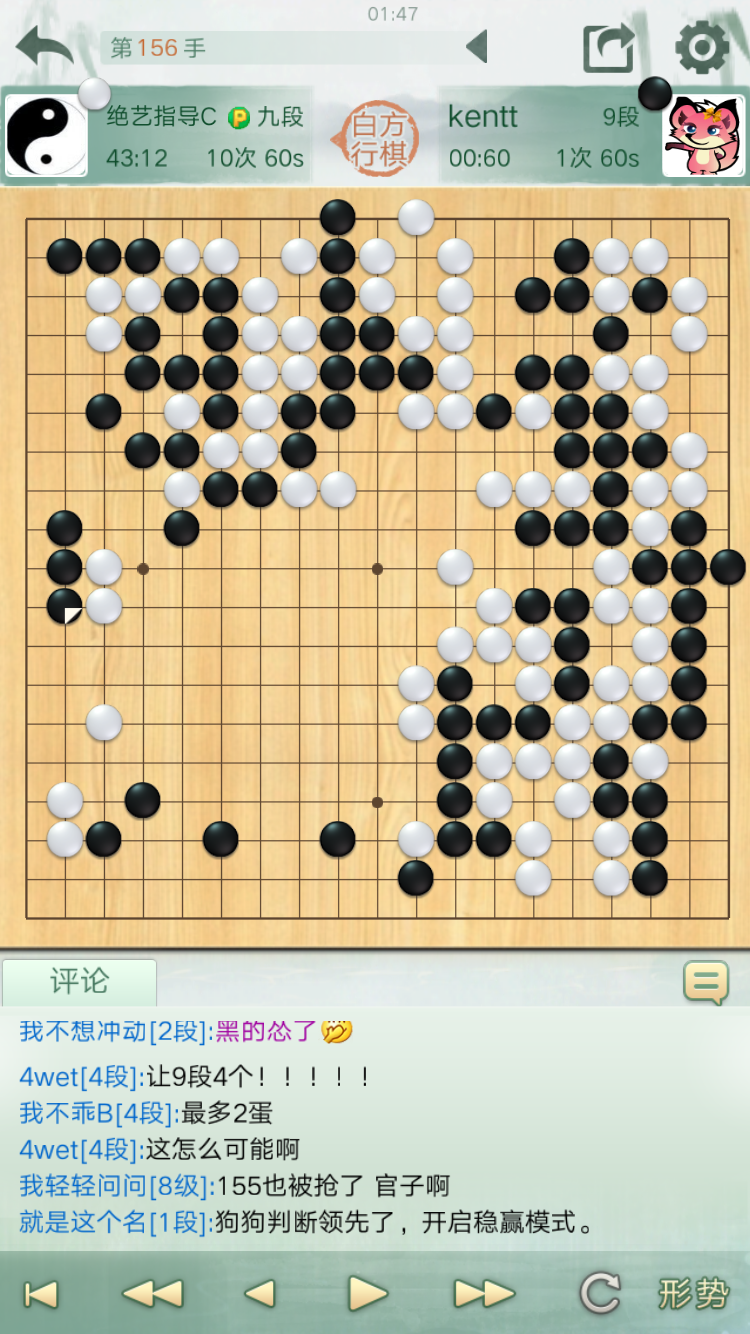 01:47
第156手
绝艺指导C P 九段
43:12 10次 60s
白方
行棋
kentt 9段
00:60 1次 60s
评论
我不想冲动[2段]:黑的怂了🤣
4wet[4段]:让9段4个！！！！！
我不乖B[4段]:最多2蛋
4wet[4段]:这怎么可能啊
我轻轻问问[8级]:155也被抢了 官子啊
就是这个名[1段]:狗狗判断领先了，开启稳赢模式。
形势